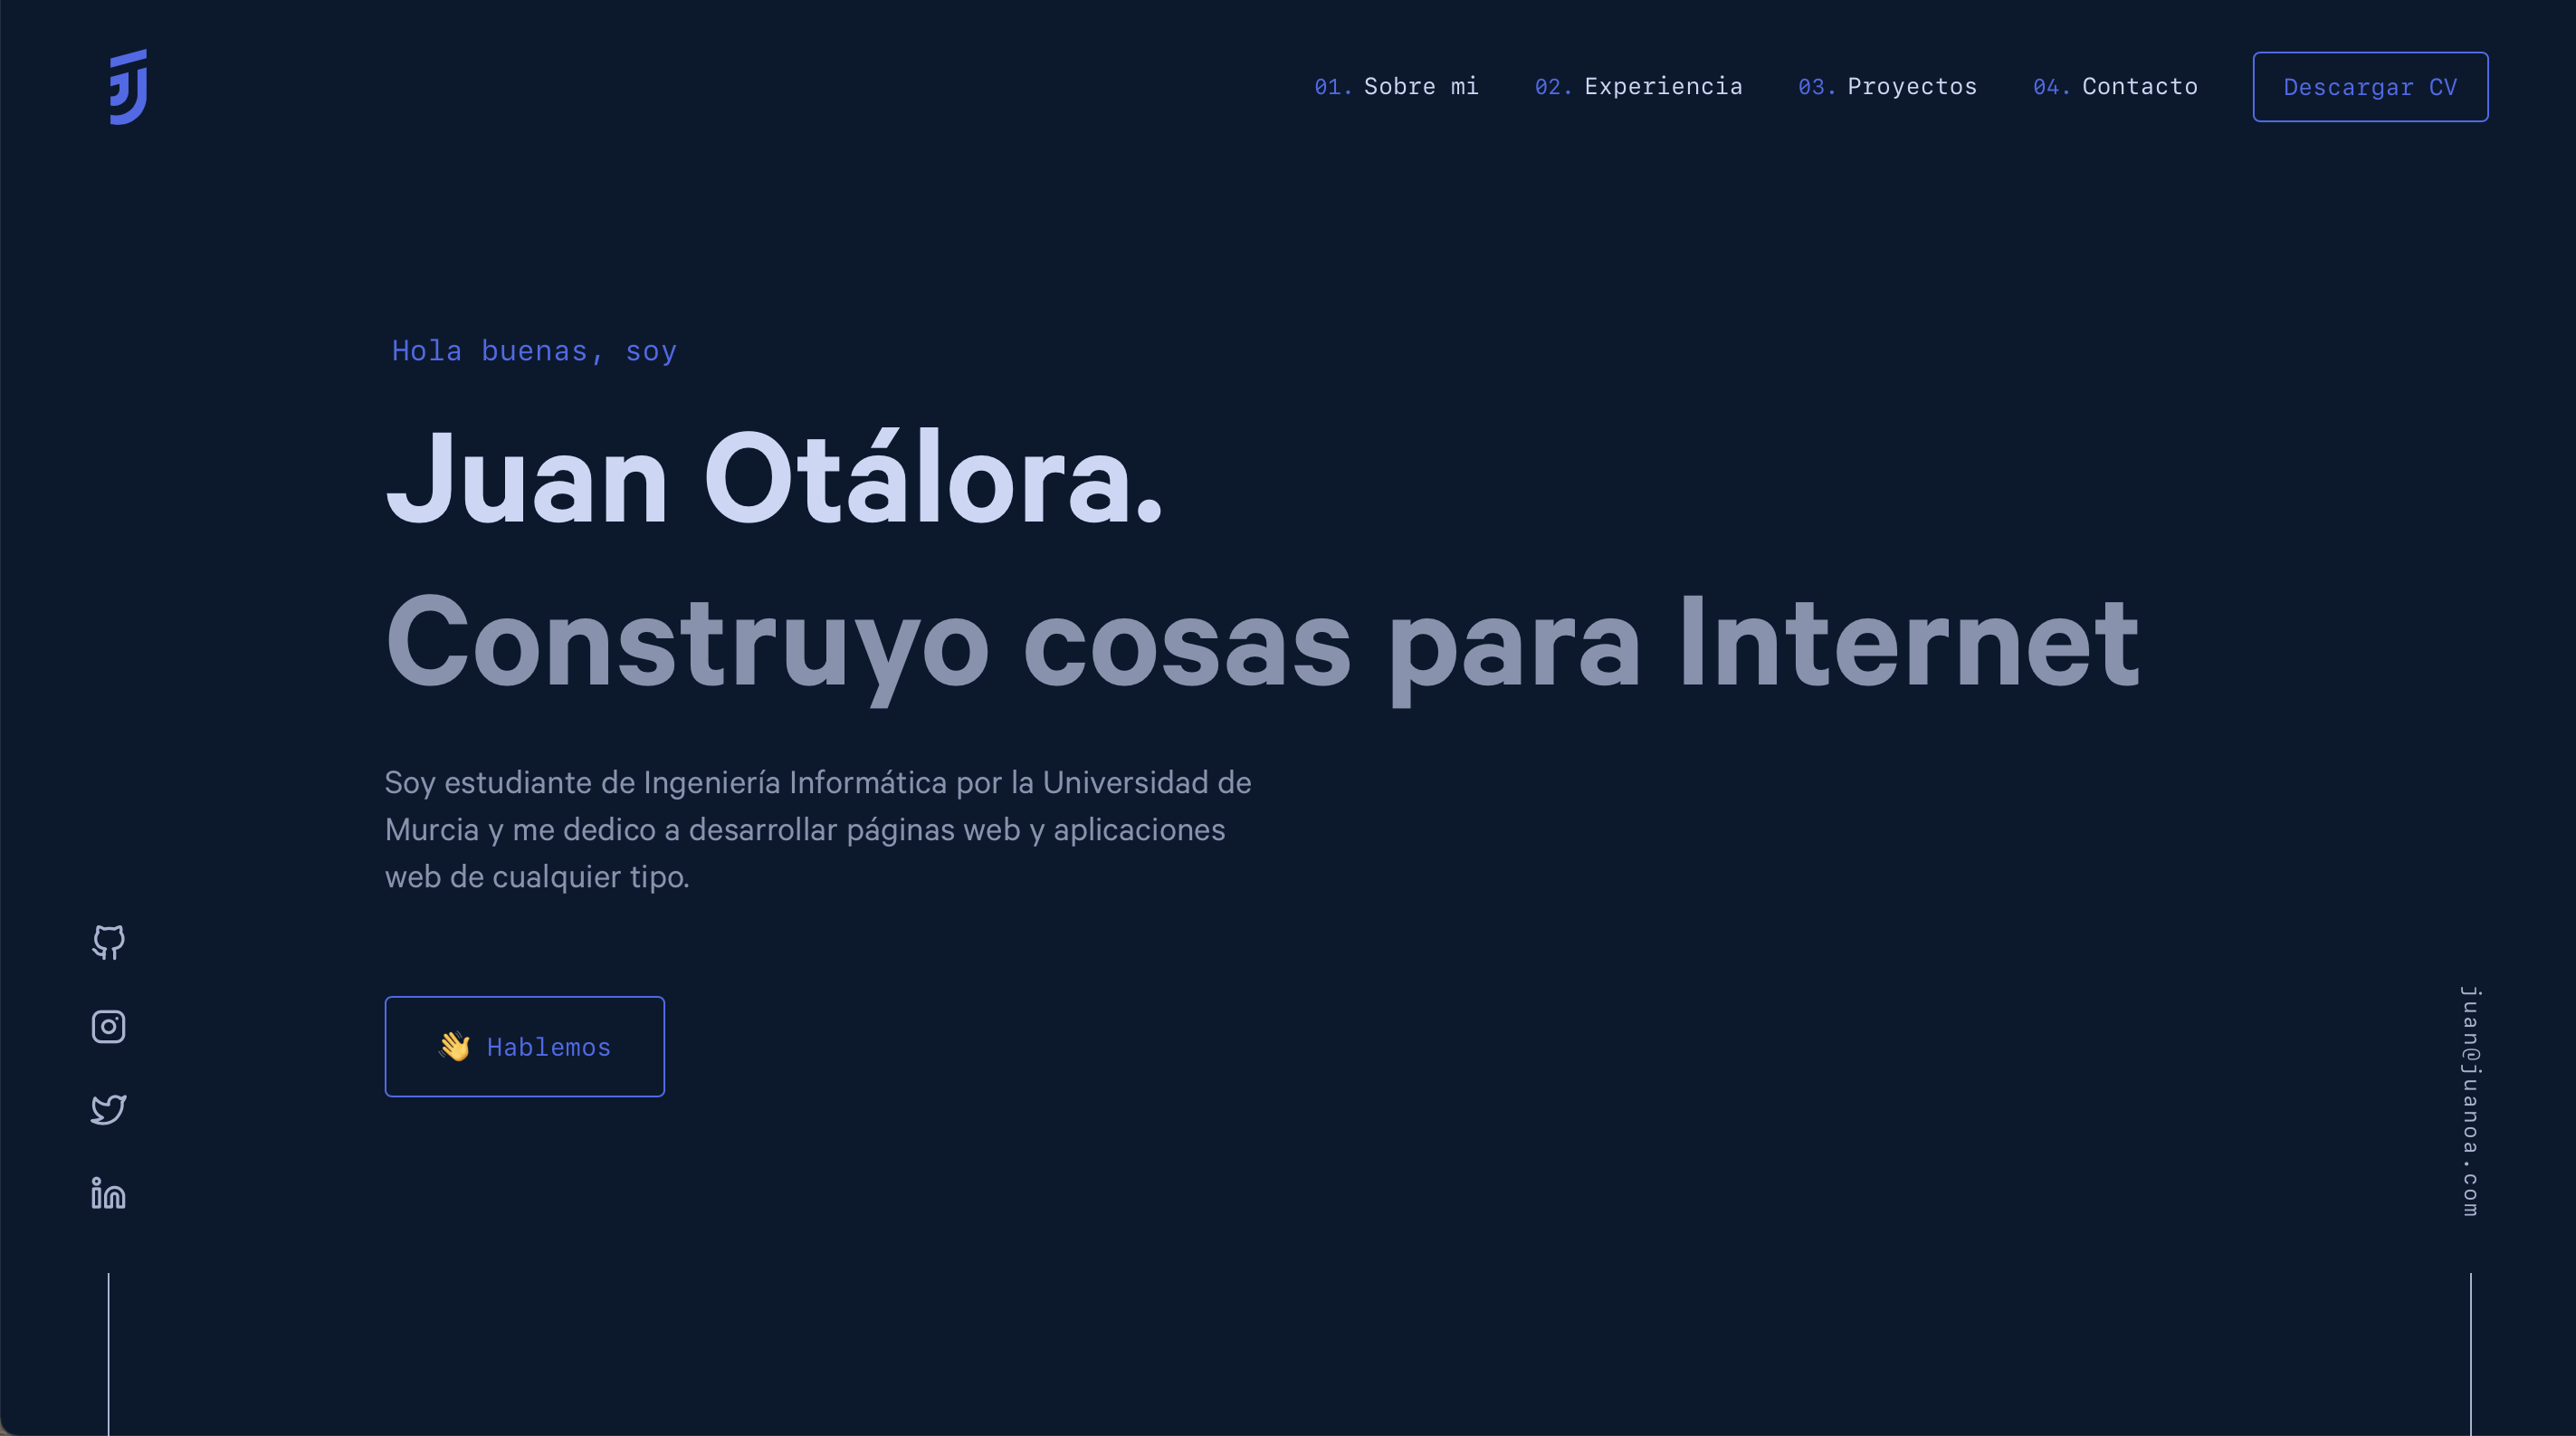 01. Sobre mi
02. Experiencia
03. Proyectos
04. Contacto
Descargar CV
Hola buenas, soy
Juan Otálora.
Construyo cosas para Internet
Soy estudiante de Ingeniería Informática por la Universidad de
Murcia y me dedico a desarrollar páginas web y aplicaciones
web de cualquier tipo.
👋 Hablemos
juan@juanoa.com